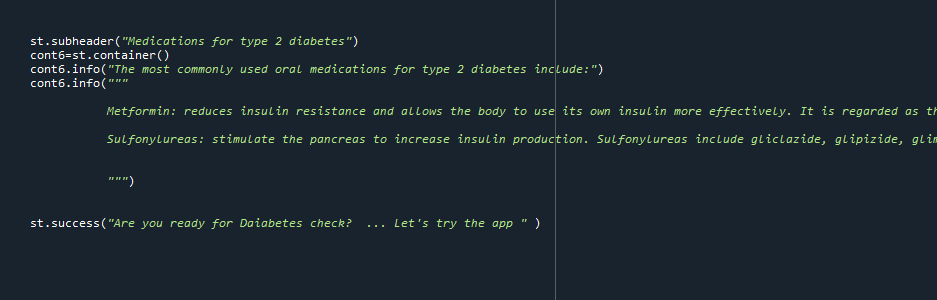 st.subheader("Medications for type 2 diabetes")
cont6=st.container()
cont6.info("The most commonly used oral medications for type 2 diabetes include:")
cont6.info("""
Metformin: reduces insulin resistance and allows the body to use its own insulin more effectively. It is regarded as
Sulfonylureas: stimulate the pancreas to increase insulin production. Sulfonylureas include gliclazide, glipizide,
""")
st.success("Are you ready for Daiabetes check?  ... Let's try the app " )